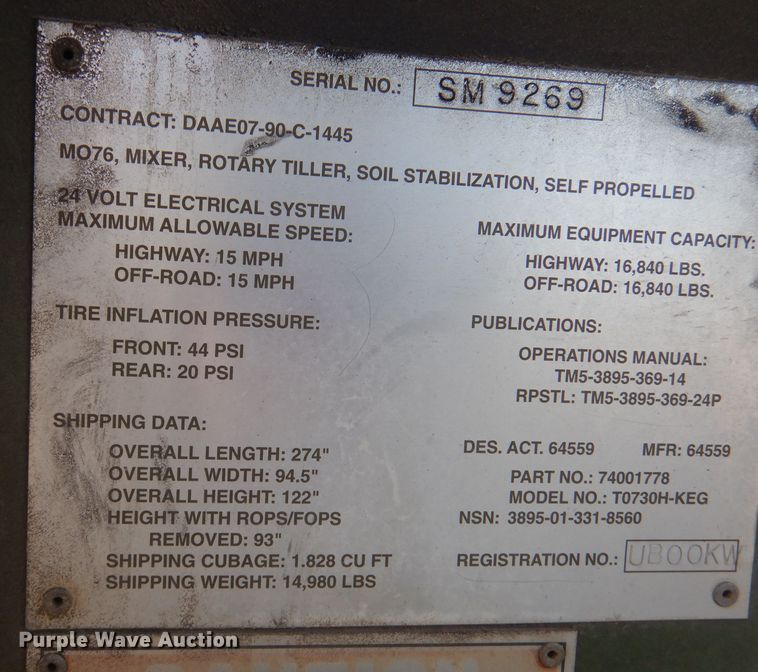 SERIAL NO.: SM 9269
CONTRACT: DAAE07-90-C-1445
MO76, MIXER, ROTARY TILLER, SOIL STABILIZATION, SELF PROPELLED
24 VOLT ELECTRICAL SYSTEM
MAXIMUM ALLOWABLE SPEED:
HIGHWAY: 15 MPH
OFF-ROAD: 15 MPH
MAXIMUM EQUIPMENT CAPACITY:
HIGHWAY: 16,840 LBS.
OFF-ROAD: 16,840 LBS.
TIRE INFLATION PRESSURE:
FRONT: 44 PSI
REAR: 20 PSI
PUBLICATIONS:
OPERATIONS MANUAL:
TM5-3895-369-14
RPSTL: TM5-3895-369-24P
SHIPPING DATA:
OVERALL LENGTH: 274"
OVERALL WIDTH: 94.5"
OVERALL HEIGHT: 122"
HEIGHT WITH ROPS/FOPS
REMOVED: 93"
SHIPPING CUBAGE: 1.828 CU FT
SHIPPING WEIGHT: 14,980 LBS
DES. ACT. 64559 MFR: 64559
PART NO.: 74001778
MODEL NO.: T0730H-KEG
NSN: 3895-01-331-8560
REGISTRATION NO.: UB00KW
Purple Wave Auction
CAUTION